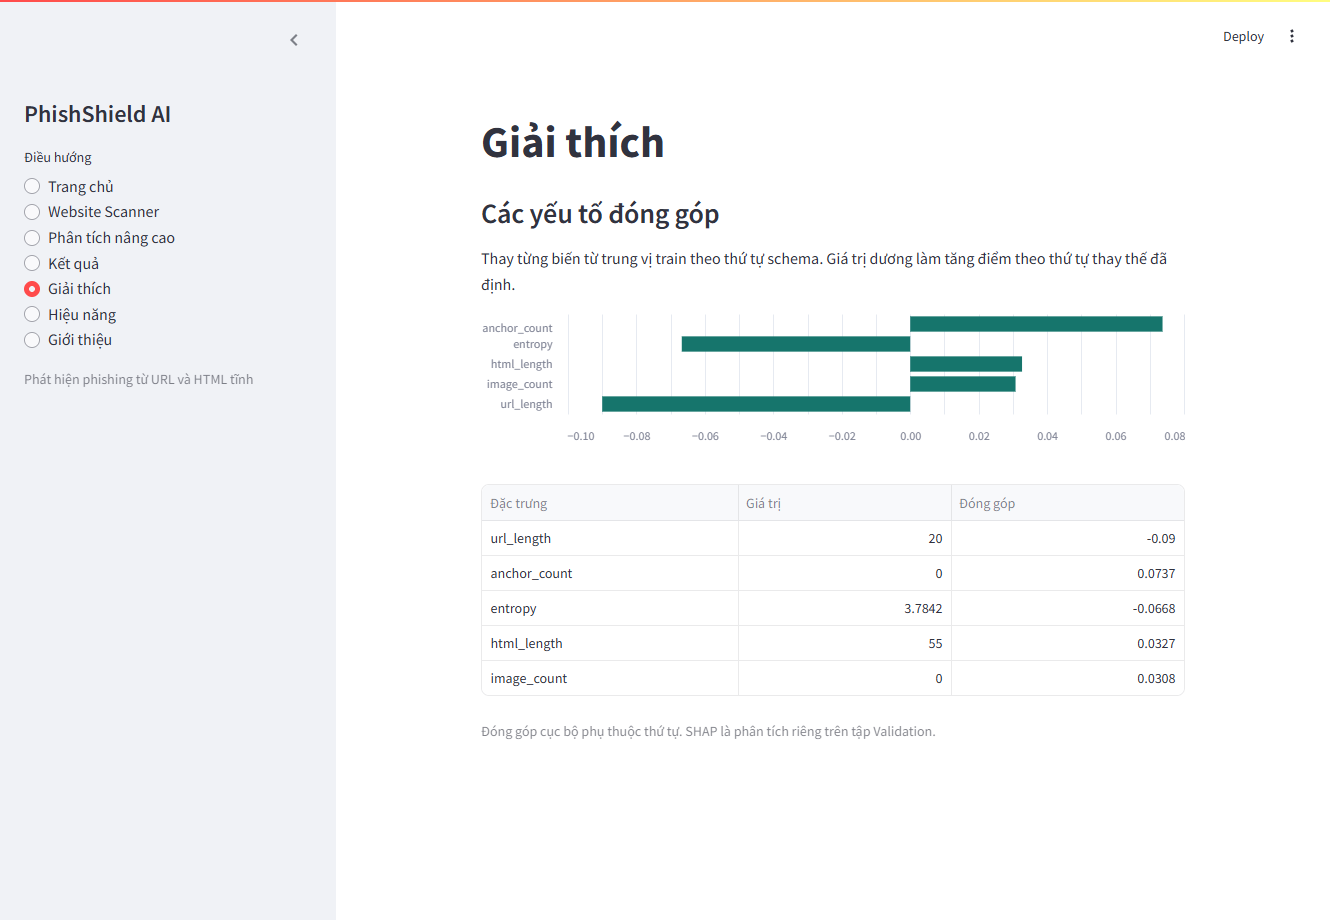 Deploy
PhishShield AI
Điều hướng
Trang chủ
Website Scanner
Phân tích nâng cao
Kết quả
Giải thích
Hiệu năng
Giới thiệu
Phát hiện phishing từ URL và HTML tĩnh
Giải thích
Các yếu tố đóng góp
Thay từng biến từ trung vị train theo thứ tự schema. Giá trị dương làm tăng điểm theo thứ tự thay thế đã
định.
anchor_count
entropy
html_length
image_count
url_length
−0.10 −0.08 −0.06 −0.04 −0.02 0.00 0.02 0.04 0.06 0.08
Đặc trưng Giá trị Đóng góp
url_length 20 -0.09
anchor_count 0 0.0737
entropy 3.7842 -0.0668
html_length 55 0.0327
image_count 0 0.0308
Đóng góp cục bộ phụ thuộc thứ tự. SHAP là phân tích riêng trên tập Validation.